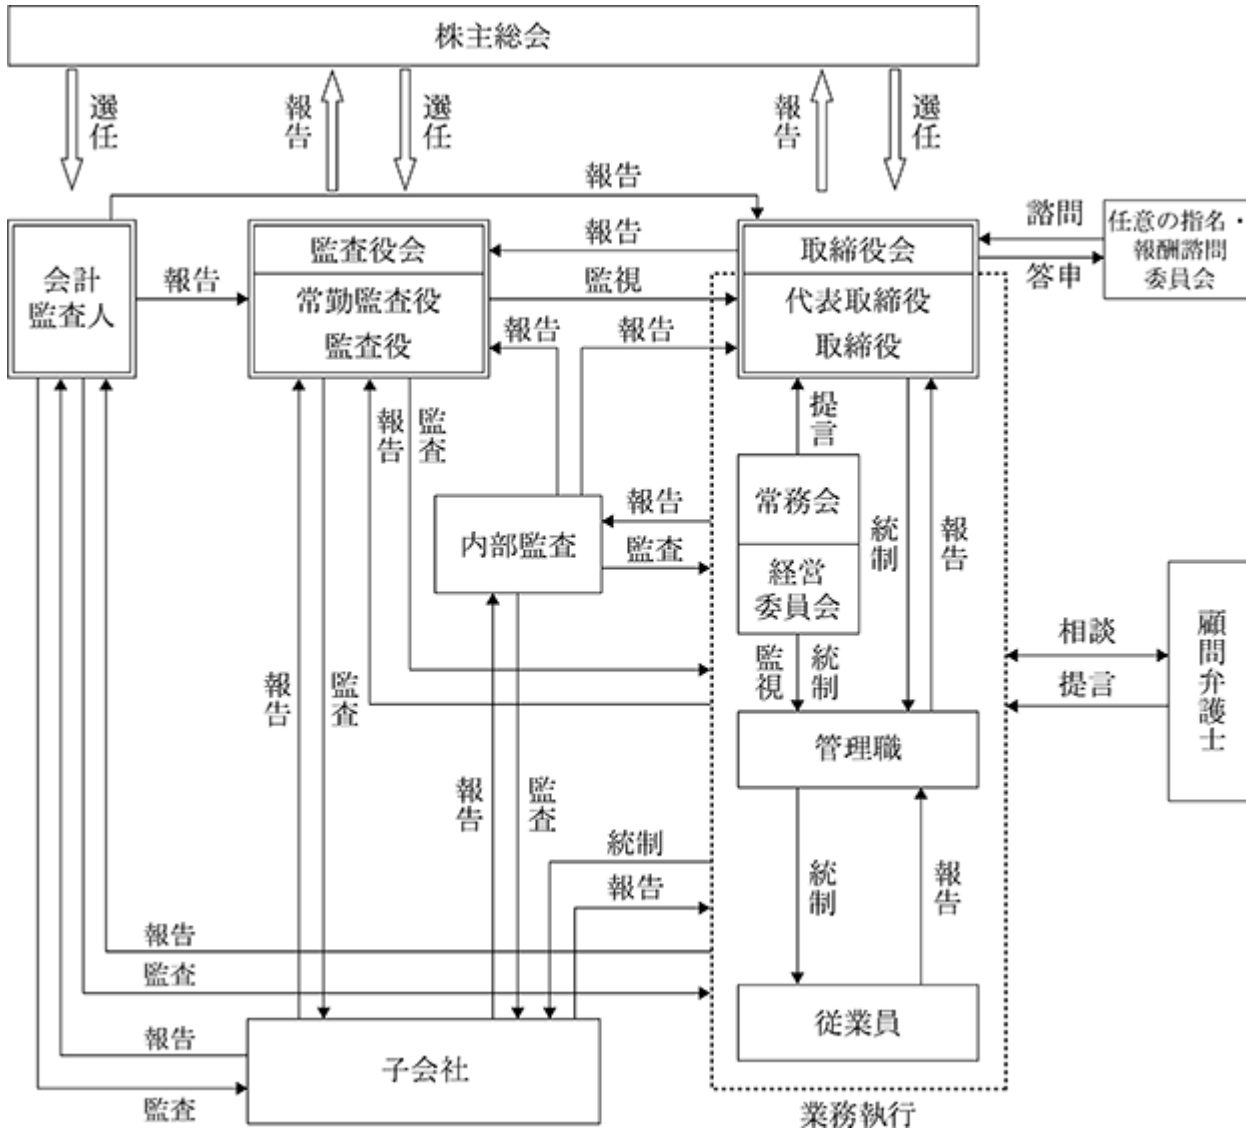 株主総会
選任
報告
選任
報告
選任
報告
会計
監査人
報告
監査役会
常勤監査役
監査役
報告
監視
報告
報告
取締役会
代表取締役
取締役
諮問
答申
任意の指名・
報酬諮問
委員会
報告
監査
提言
常務会
経営
委員会
統制
報告
内部監査
報告
監査
監視
統制
相談
提言
顧問弁護士
報告
監査
管理職
報告
監査
統制
報告
統制
報告
報告
監査
従業員
報告
監査
子会社
業務執行